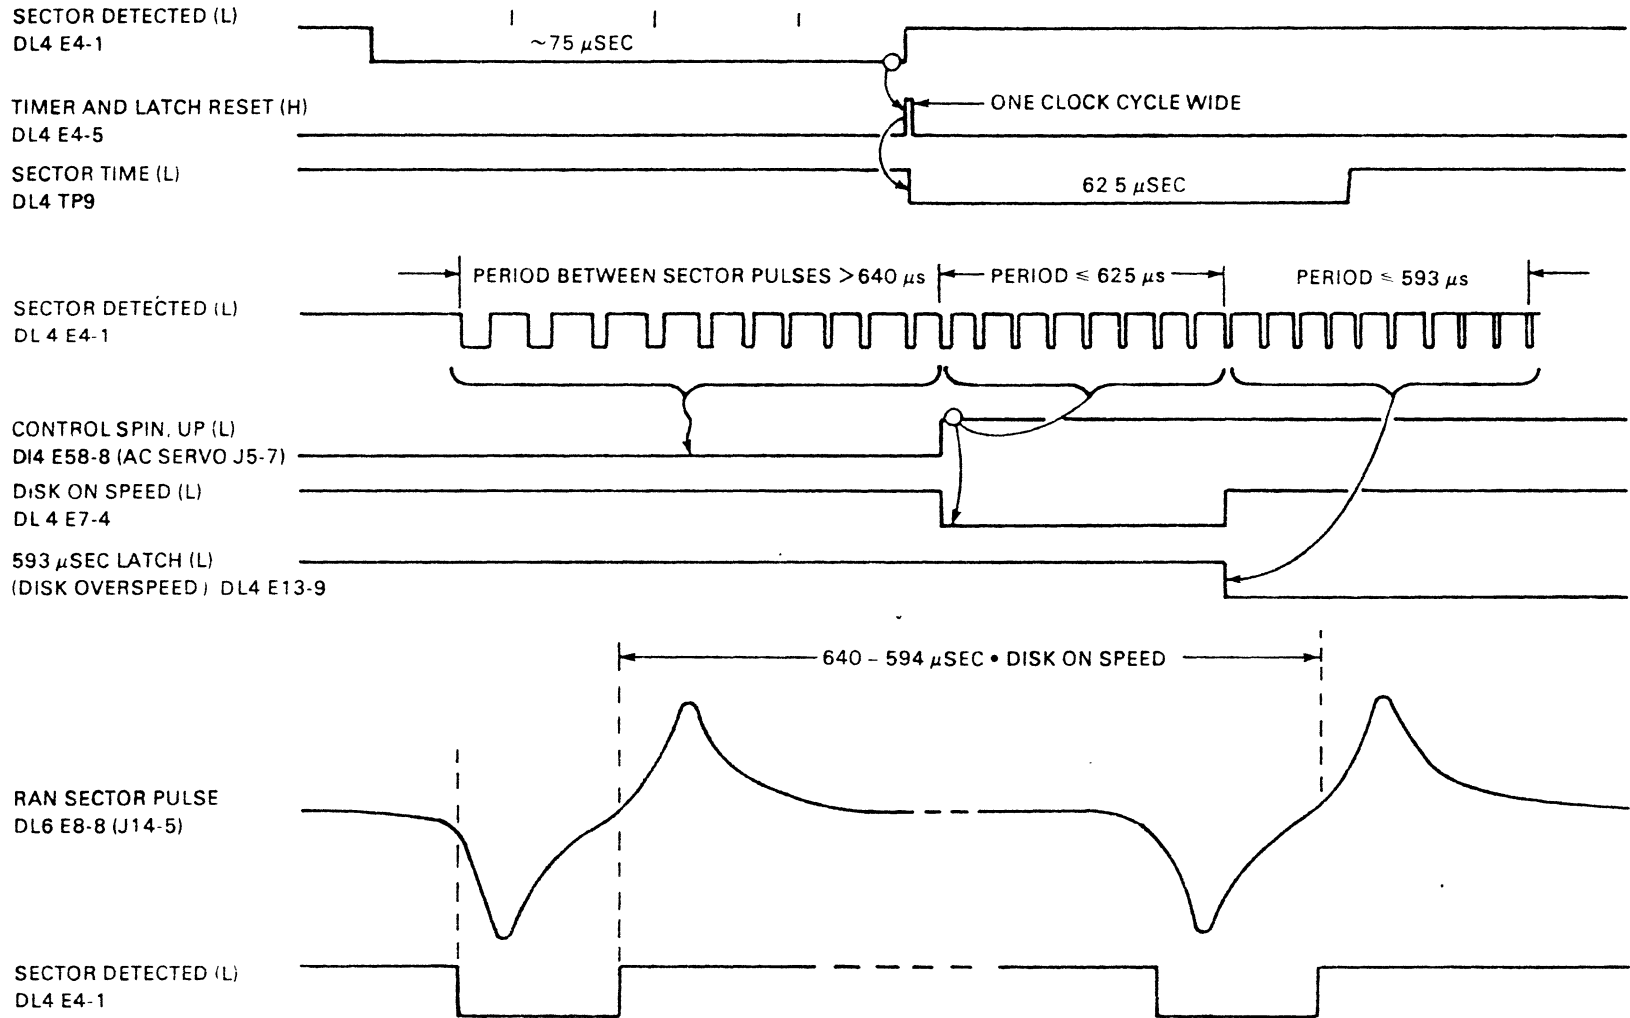 SECTOR DETECTED (L)
DL4 E4-1
~75 μSEC
TIMER AND LATCH RESET (H)
DL4 E4-5
ONE CLOCK CYCLE WIDE
SECTOR TIME (L)
DL4 TP9
62 5 μSEC
PERIOD BETWEEN SECTOR PULSES >640 μs
PERIOD ≤ 625 μs
PERIOD ≤ 593 μs
SECTOR DETECTED (L)
DL 4 E4-1
CONTROL SPIN, UP (L)
DI4 E58-8 (AC SERVO J5-7)
DISK ON SPEED (L)
DL 4 E7-4
593 μSEC LATCH (L)
(DISK OVERSPEED) DL4 E13-9
640 – 594 μSEC • DISK ON SPEED
RAN SECTOR PULSE
DL6 E8-8 (J14-5)
SECTOR DETECTED (L)
DL4 E4-1